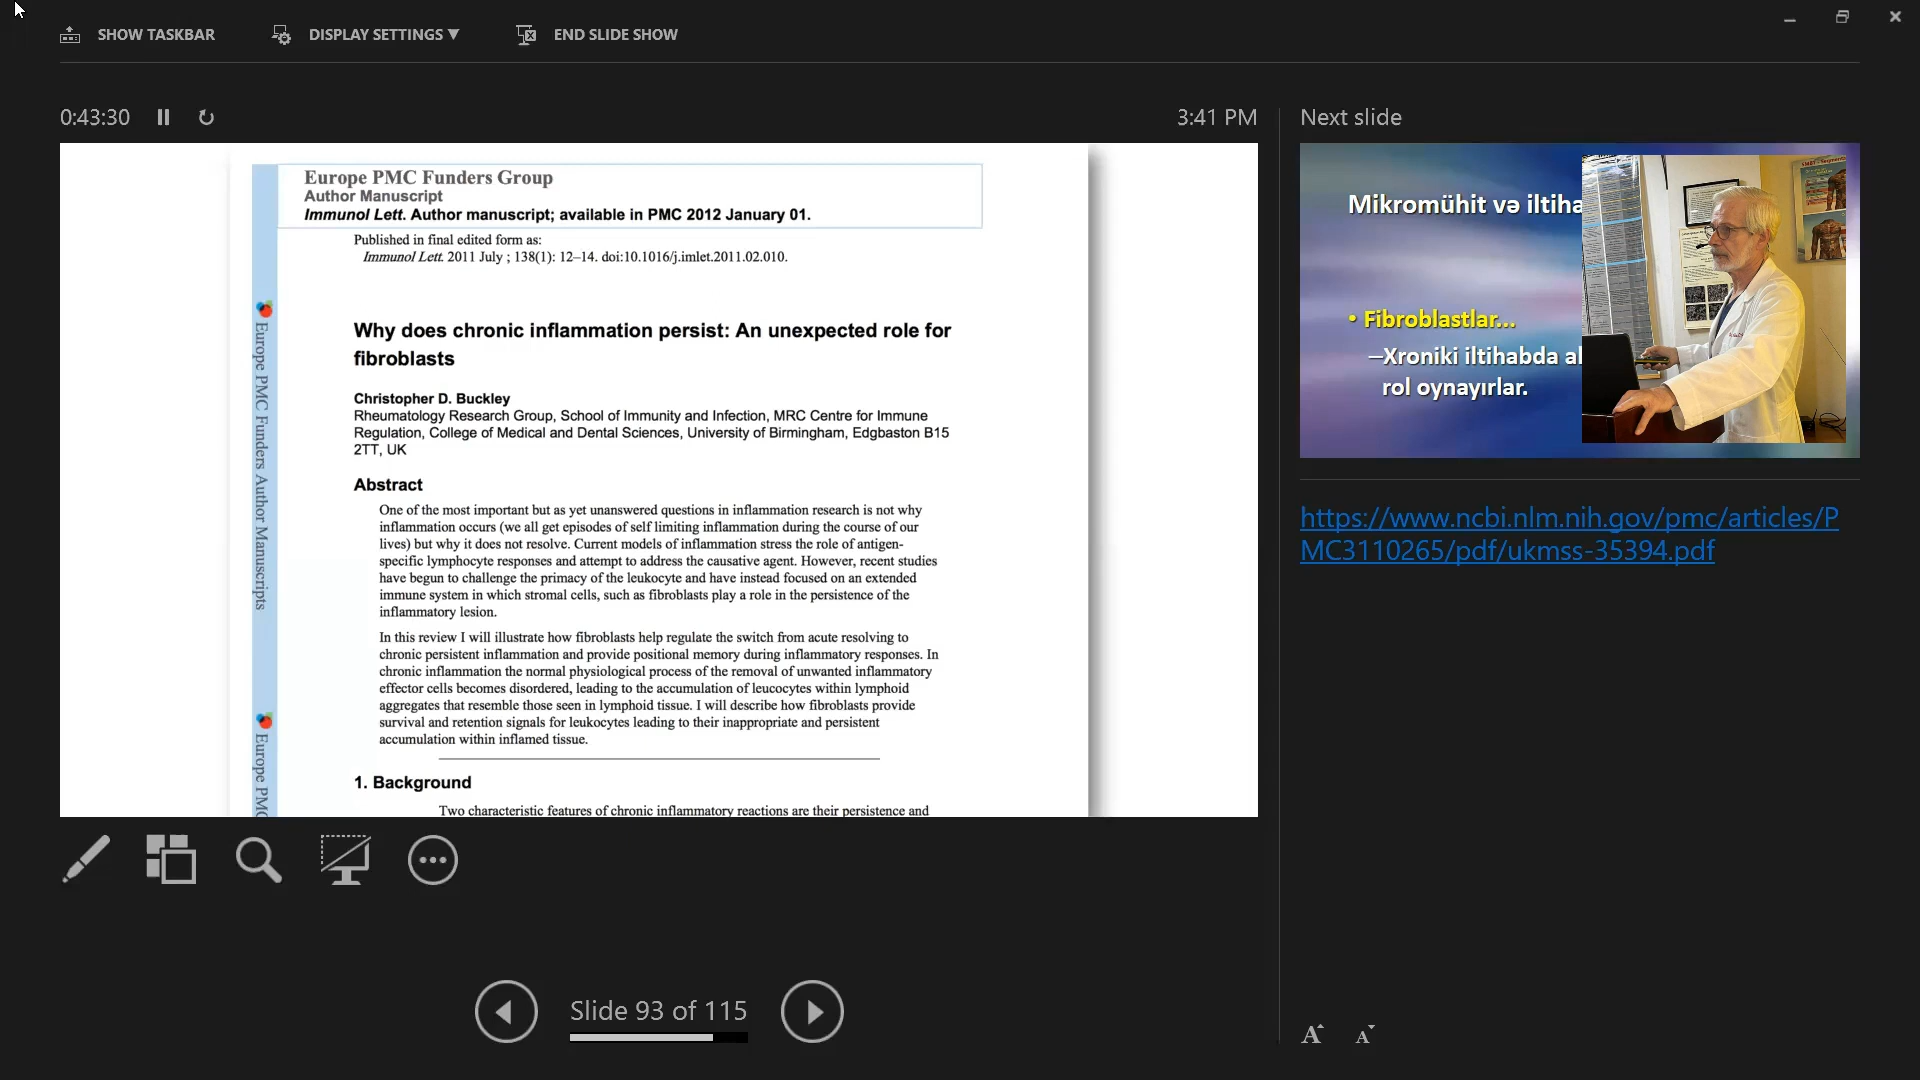 SHOW TASKBAR
DISPLAY SETTINGS ▼
END SLIDE SHOW
0:43:30
3:41 PM
Europe PMC Funders Group
Author Manuscript
Immunol Lett. Author manuscript; available in PMC 2012 January 01.
Published in final edited form as:
Immunol Lett. 2011 July ; 138(1): 12–14. doi:10.1016/j.imlet.2011.02.010.
Europe PMC Funders Author Manuscripts
Europe PMC
Why does chronic inflammation persist: An unexpected role for
fibroblasts
Christopher D. Buckley
Rheumatology Research Group, School of Immunity and Infection, MRC Centre for Immune
Regulation, College of Medical and Dental Sciences, University of Birmingham, Edgbaston B15
2TT, UK
Abstract
One of the most important but as yet unanswered questions in inflammation research is not why
inflammation occurs (we all get episodes of self limiting inflammation during the course of our
lives) but why it does not resolve. Current models of inflammation stress the role of antigen-
specific lymphocyte responses and attempt to address the causative agent. However, recent studies
have begun to challenge the primacy of the leukocyte and have instead focused on an extended
immune system in which stromal cells, such as fibroblasts play a role in the persistence of the
inflammatory lesion.
In this review I will illustrate how fibroblasts help regulate the switch from acute resolving to
chronic persistent inflammation and provide positional memory during inflammatory responses. In
chronic inflammation the normal physiological process of the removal of unwanted inflammatory
effector cells becomes disordered, leading to the accumulation of leucocytes within lymphoid
aggregates that resemble those seen in lymphoid tissue. I will describe how fibroblasts provide
survival and retention signals for leukocytes leading to their inappropriate and persistent
accumulation within inflamed tissue.
1. Background
Two characteristic features of chronic inflammatory reactions are their persistence and
Slide 93 of 115
Next slide
Mikromühit və iltiha
• Fibroblastlar...
–Xroniki iltihabda al
rol oynayırlar.
https://www.ncbi.nlm.nih.gov/pmc/articles/P
MC3110265/pdf/ukmss-35394.pdf
A A